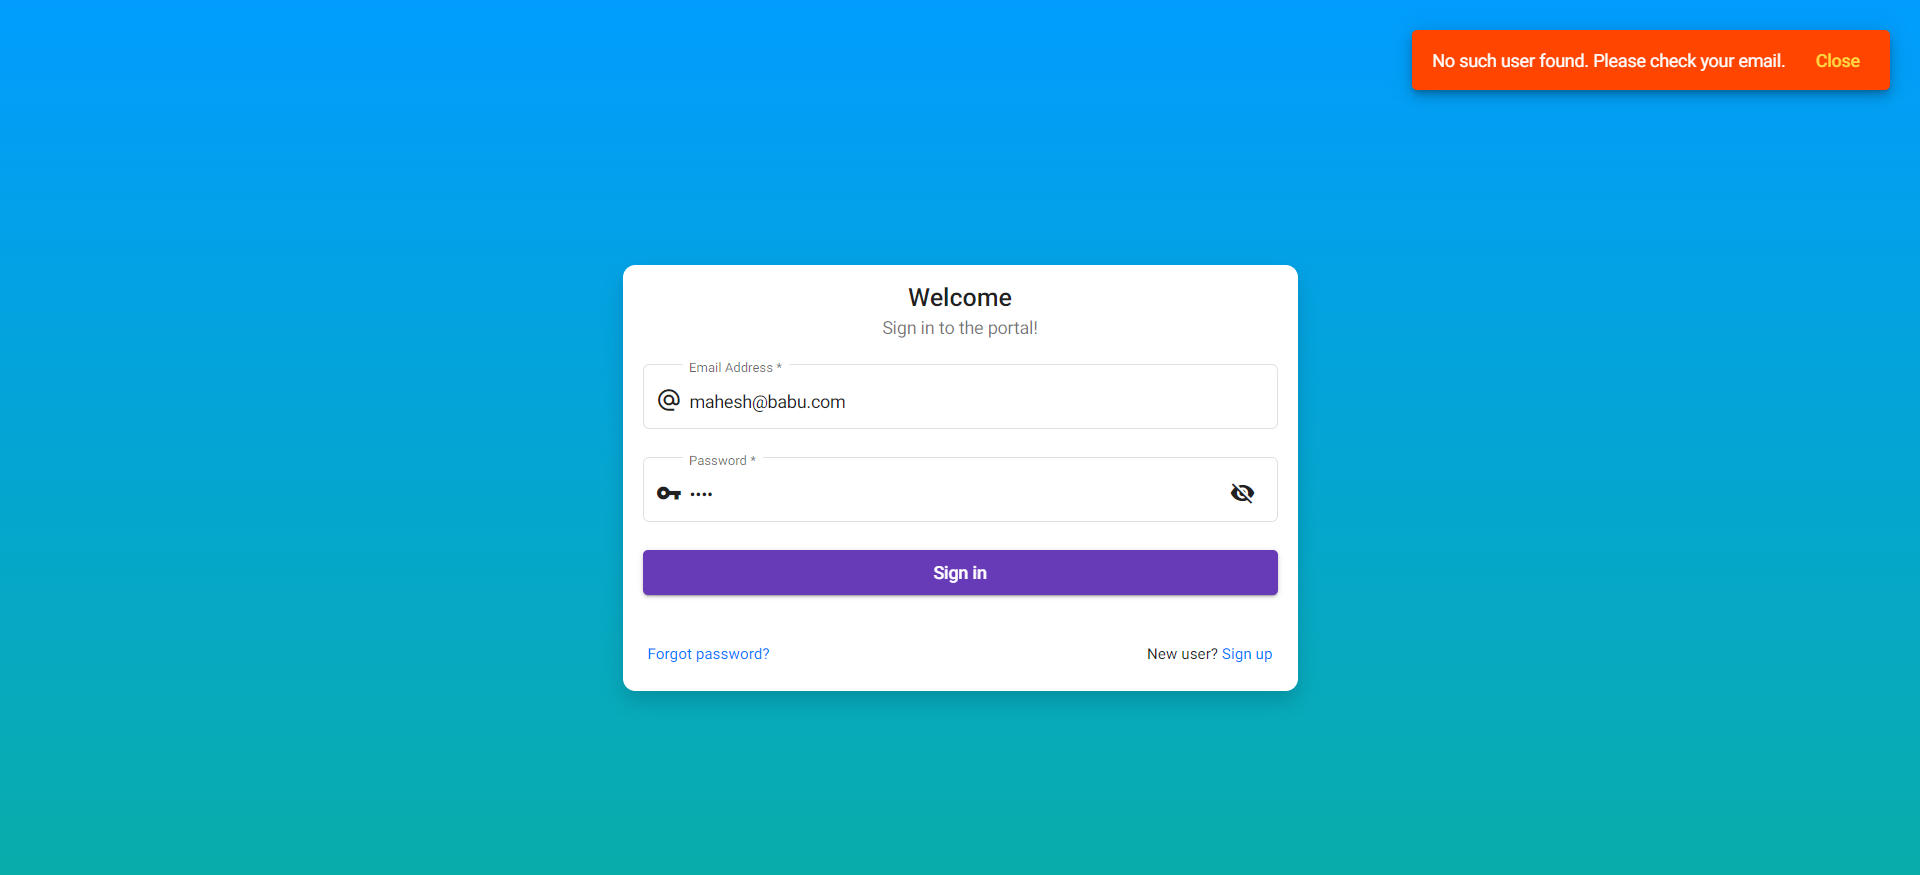 No such user found. Please check your email. Close
Welcome
Sign in to the portal!
Email Address *
mahesh@babu.com
Password *
••••
Sign in
Forgot password? New user? Sign up